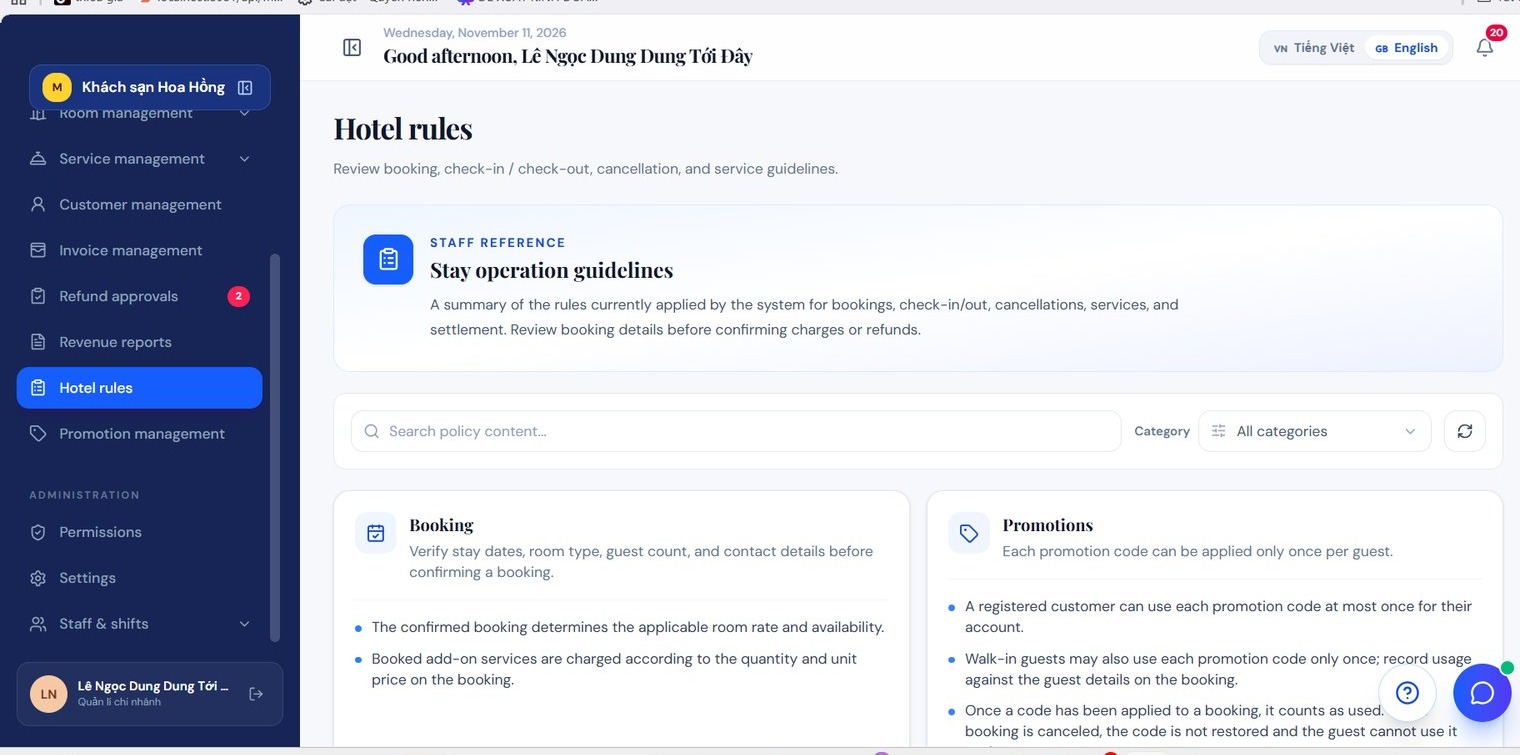 Wednesday, November 11, 2026
Good afternoon, Lê Ngọc Dung Dung Tới Đây
VN Tiếng Việt GB English
20
M Khách sạn Hoa Hồng
Room management
Service management
Customer management
Invoice management
Refund approvals 2
Revenue reports
Hotel rules
Promotion management
ADMINISTRATION
Permissions
Settings
Staff & shifts
LN
Lê Ngọc Dung Dung Tới ...
Quản lí chi nhánh
Hotel rules
Review booking, check-in / check-out, cancellation, and service guidelines.
STAFF REFERENCE
Stay operation guidelines
A summary of the rules currently applied by the system for bookings, check-in/out, cancellations, services, and
settlement. Review booking details before confirming charges or refunds.
Search policy content...
Category
All categories
Booking
Verify stay dates, room type, guest count, and contact details before
confirming a booking.
The confirmed booking determines the applicable room rate and availability.
Booked add-on services are charged according to the quantity and unit
price on the booking.
Promotions
Each promotion code can be applied only once per guest.
A registered customer can use each promotion code at most once for their
account.
Walk-in guests may also use each promotion code only once; record usage
against the guest details on the booking.
Once a code has been applied to a booking, it counts as used.
booking is canceled, the code is not restored and the guest cannot use it